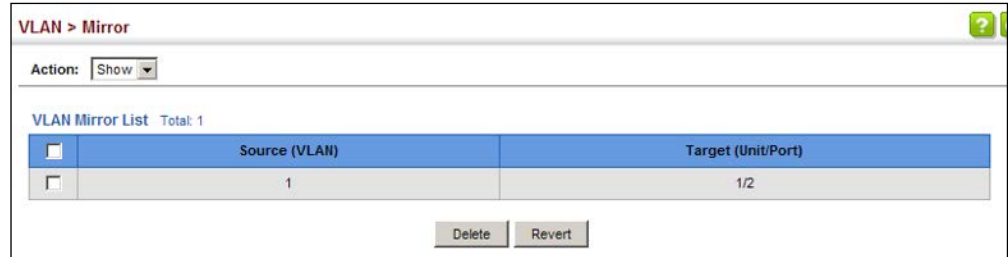 VLAN > Mirror
?
Action: Show
VLAN Mirror List Total: 1
Source (VLAN) Target (Unit/Port)
1 1/2
Delete Revert